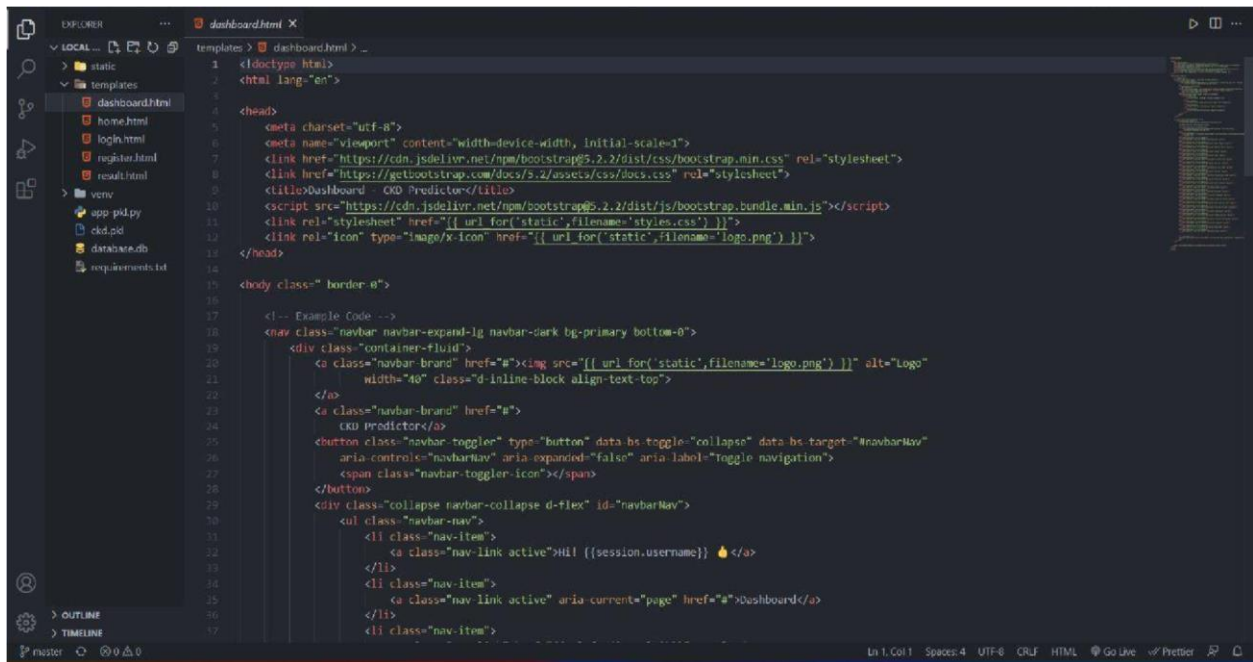 EXPLORER
LOCAL ...
static
templates
dashboard.html
home.html
login.html
register.html
result.html
venv
app-pkl.py
ckd.pkl
database.db
requirements.txt
OUTLINE
TIMELINE
dashboard.html
templates > dashboard.html > ...
1 <!doctype html>
2 <html lang="en">
3
4 <head>
5 <meta charset="utf-8">
6 <meta name="viewport" content="width=device-width, initial-scale=1">
7 <link href="https://cdn.jsdelivr.net/npm/bootstrap@5.2.2/dist/css/bootstrap.min.css" rel="stylesheet">
8 <link href="https://getbootstrap.com/docs/5.2/assets/css/docs.css" rel="stylesheet">
9 <title>Dashboard - CKD Predictor</title>
10 <script src="https://cdn.jsdelivr.net/npm/bootstrap@5.2.2/dist/js/bootstrap.bundle.min.js"></script>
11 <link rel="stylesheet" href="{{ url_for('static',filename='styles.css') }}">
12 <link rel="icon" type="image/x-icon" href="{{ url_for('static',filename='logo.png') }}">
13 </head>
14
15 <body class=" border-0">
16
17 <!-- Example Code -->
18 <nav class="navbar navbar-expand-lg navbar-dark bg-primary bottom-0">
19 <div class="container-fluid">
20 <a class="navbar-brand" href="#"><img src="{{ url_for('static',filename='logo.png') }}" alt="Logo"
21 width="40" class="d-inline-block align-text-top">
22 </a>
23 <a class="navbar-brand" href="#">
24 CKD Predictor</a>
25 <button class="navbar-toggler" type="button" data-bs-toggle="collapse" data-bs-target="#navbarNav"
26 aria-controls="navbarNav" aria-expanded="false" aria-label="Toggle navigation">
27 <span class="navbar-toggler-icon"></span>
28 </button>
29 <div class="collapse navbar-collapse d-flex" id="navbarNav">
30 <ul class="navbar-nav">
31 <li class="nav-item">
32 <a class="nav-link active">Hi! {{session.username}} 👍</a>
33 </li>
34 <li class="nav-item">
35 <a class="nav-link active" aria-current="page" href="#">Dashboard</a>
36 </li>
37 <li class="nav-item">
master 0 0 Ln 1, Col 1 Spaces: 4 UTF-8 CRLF HTML Go Live Prettier